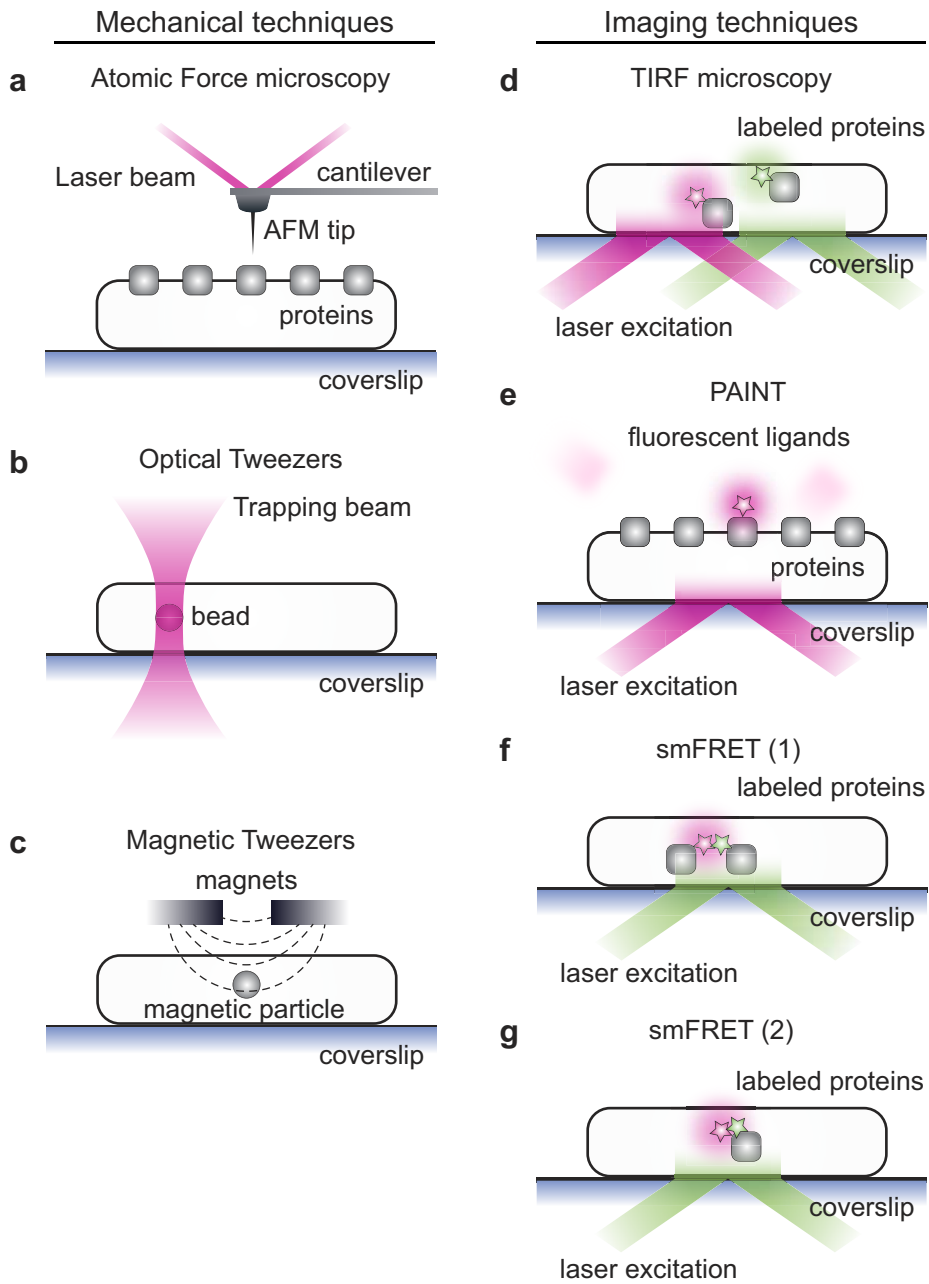 Mechanical techniques
a
Atomic Force microscopy
Laser beam
cantilever
AFM tip
proteins
coverslip
b
Optical Tweezers
Trapping beam
bead
coverslip
c
Magnetic Tweezers
magnets
magnetic particle
coverslip
Imaging techniques
d
TIRF microscopy
labeled proteins
coverslip
laser excitation
e
PAINT
fluorescent ligands
proteins
coverslip
laser excitation
f
smFRET (1)
labeled proteins
coverslip
laser excitation
g
smFRET (2)
labeled proteins
coverslip
laser excitation